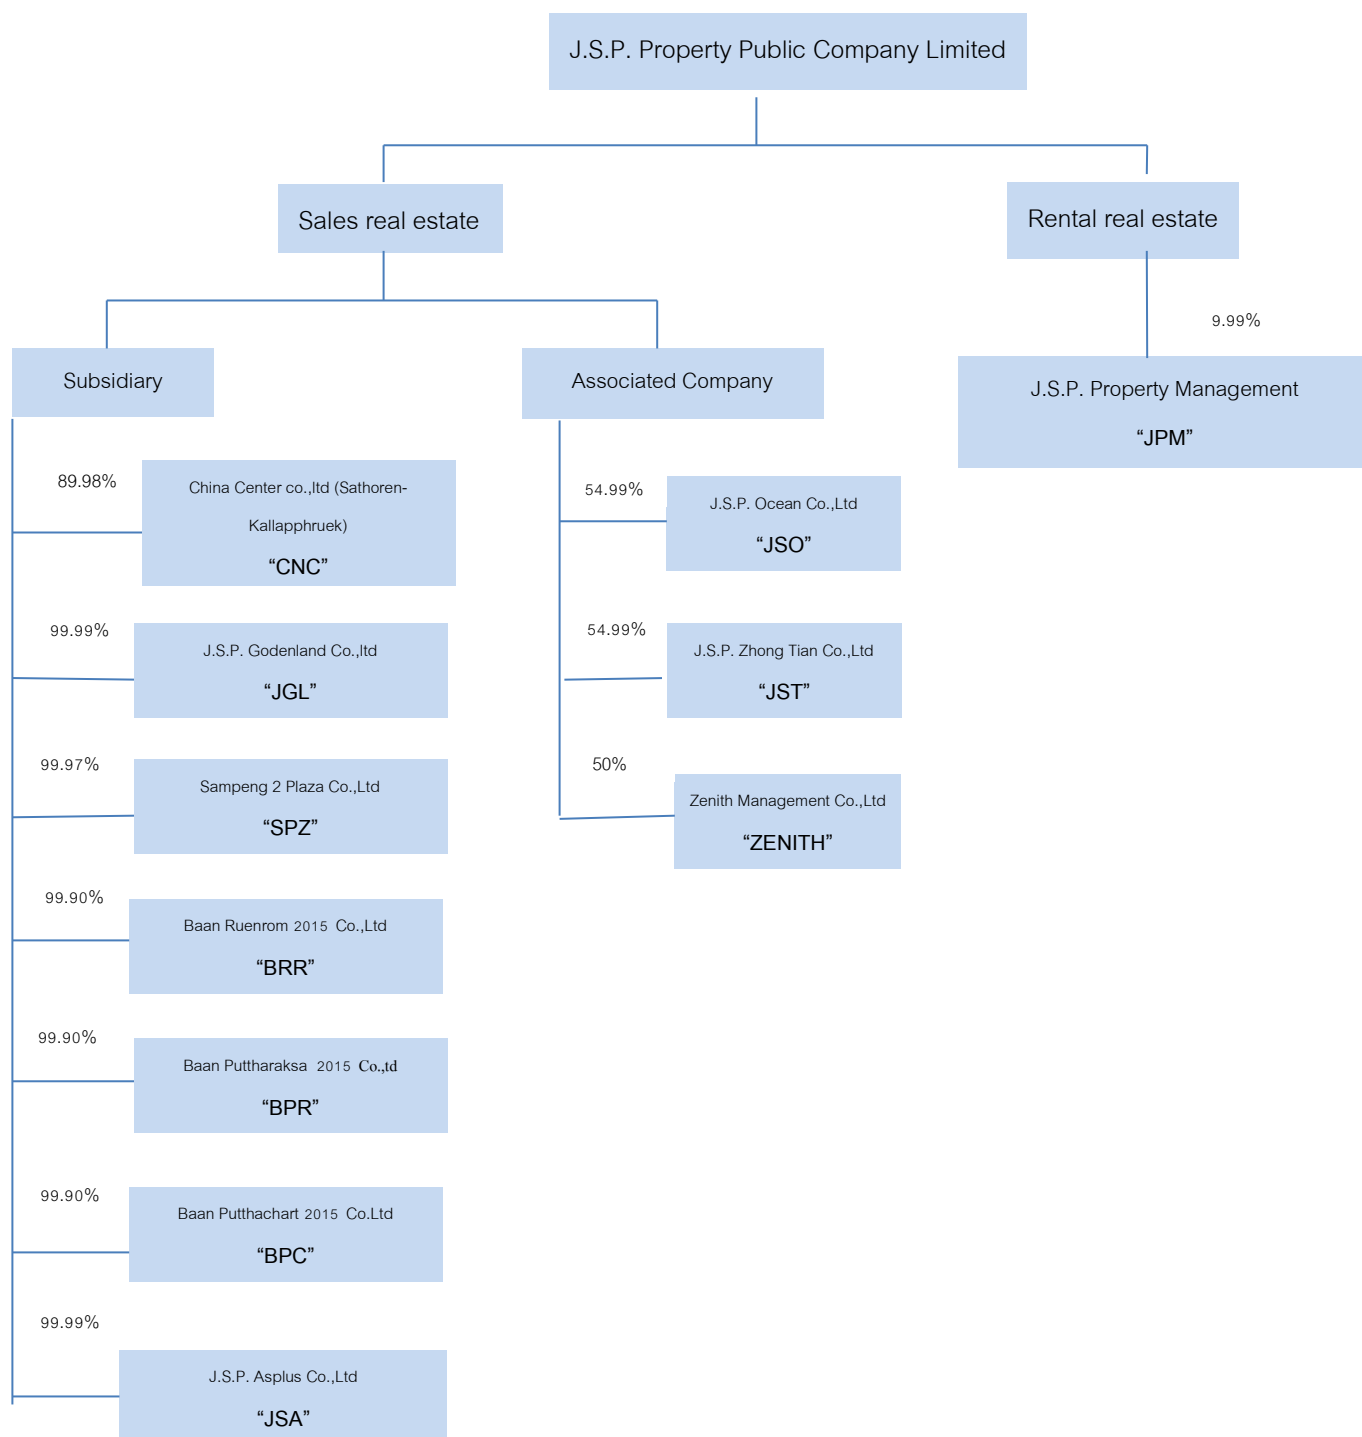 J.S.P. Property Public Company Limited
Sales real estate
Rental real estate
9.99%
Subsidiary
Associated Company
J.S.P. Property Management
“JPM”
89.98%
China Center co.,ltd (Sathoren-
Kallapphruek)
“CNC”
54.99%
J.S.P. Ocean Co.,Ltd
“JSO”
99.99%
J.S.P. Godenland Co.,ltd
“JGL”
54.99%
J.S.P. Zhong Tian Co.,Ltd
“JST”
99.97%
Sampeng 2 Plaza Co.,Ltd
“SPZ”
50%
Zenith Management Co.,Ltd
“ZENITH”
99.90%
Baan Ruenrom 2015 Co.,Ltd
“BRR”
99.90%
Baan Puttharaksa 2015 Co.,td
“BPR”
99.90%
Baan Putthachart 2015 Co.Ltd
“BPC”
99.99%
J.S.P. Asplus Co.,Ltd
“JSA”